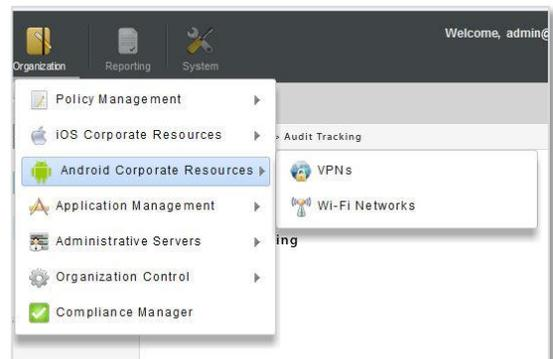 Welcome, admin@
Organization
Reporting
System
Policy Management
iOS Corporate Resources
> Audit Tracking
Android Corporate Resources
VPNs
Wi-Fi Networks
Application Management
Administrative Servers
ing
Organization Control
Compliance Manager